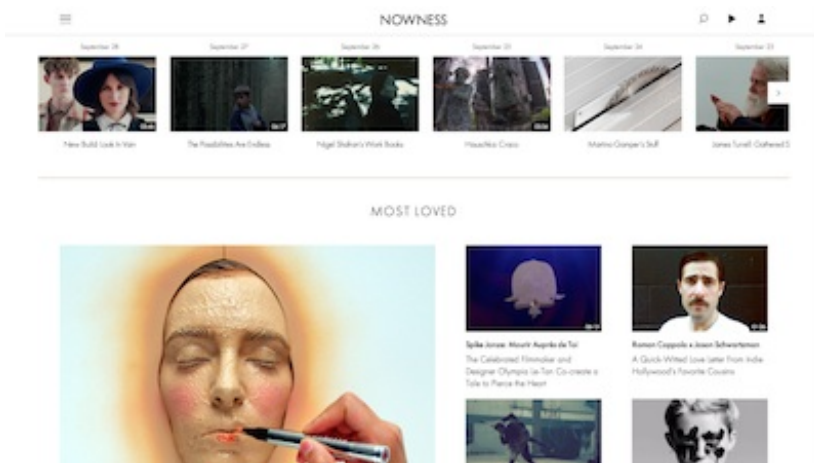 NOWNESS
September 28
September 27
September 26
September 25
September 24
September 23
New Build: Look In Vain
The Possibilities Are Endless
Nigel Shafran's Work Books
Hauschka: Craco
Martino Gamper's Stuff
James Turrell: Gathered S
MOST LOVED
Spike Jonze: Mourir Auprès de Toi
The Celebrated Filmmaker and
Designer Olympia Le-Tan Co-create a
Tale to Pierce the Heart
Roman Coppola x Jason Schwartzman
A Quick-Witted Love Letter From Indie
Hollywood's Favorite Cousins